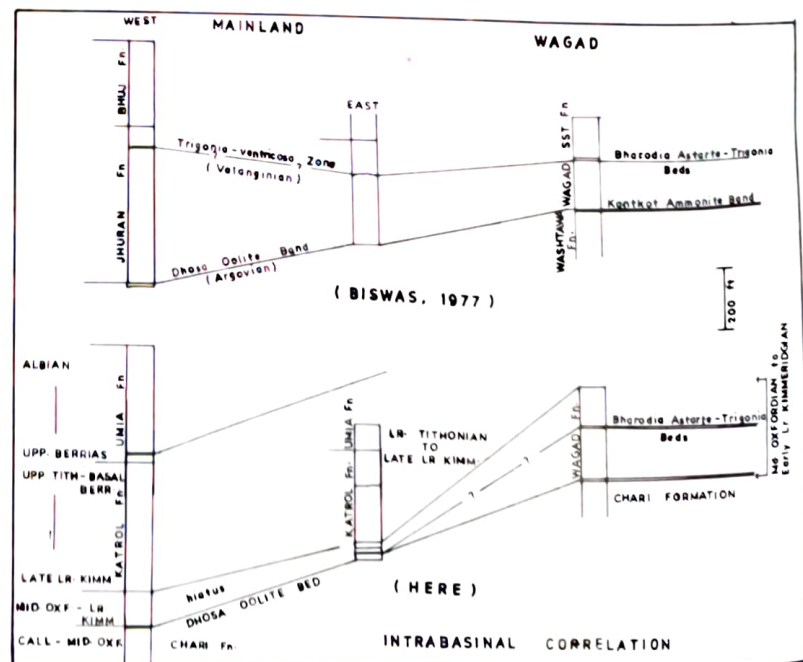 WEST
MAINLAND
WAGAD
BHUJ Fn
JHURAN Fn
EAST
Trigonia-ventricosa ? Zone ?
(Valanginian)
Dhosa Oolite Band
(Argovian)
WAGAD SST Fn
WASHTAWA Fn.
Bharodia Astarte-Trigonia
Beds
Kantkot Ammonite Band
(BISWAS, 1977)
200 ft
ALBIAN
UPP. BERRIAS
UPP TITH-BASAL
BERR
LATE LR. KIMM
MID OXF - LR
KIMM
CALL - MID OXF
UMIA Fn
KATROL Fn
hiatus
DHOSA OOLITE BED
CHARI Fn.
UMIA Fn
KATROL Fn.
LR. TITHONIAN
TO
LATE LR KIMM.
? ?
WAGAD Fn.
Bharodia Astarte-Trigonia
Beds
CHARI FORMATION
Md OXFORDIAN to
Early Lr KIMMERIDGIAN
(HERE)
INTRABASINAL CORRELATION